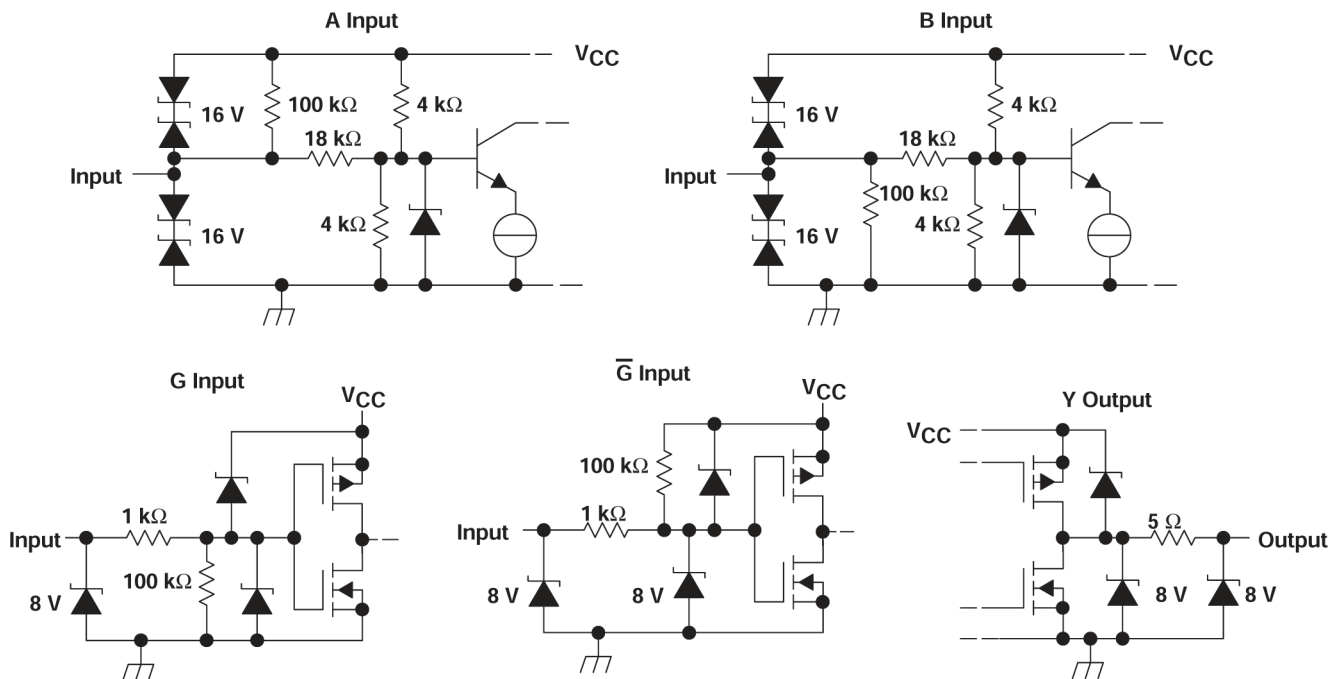 A Input
VCC
16 V
100 kΩ
4 kΩ
18 kΩ
Input
4 kΩ
16 V
B Input
VCC
16 V
4 kΩ
18 kΩ
Input
100 kΩ
4 kΩ
16 V
G Input
VCC
1 kΩ
Input
100 kΩ
8 V
G̅ Input
VCC
100 kΩ
1 kΩ
Input
8 V
8 V
Y Output
VCC
5 Ω
Output
8 V
8 V